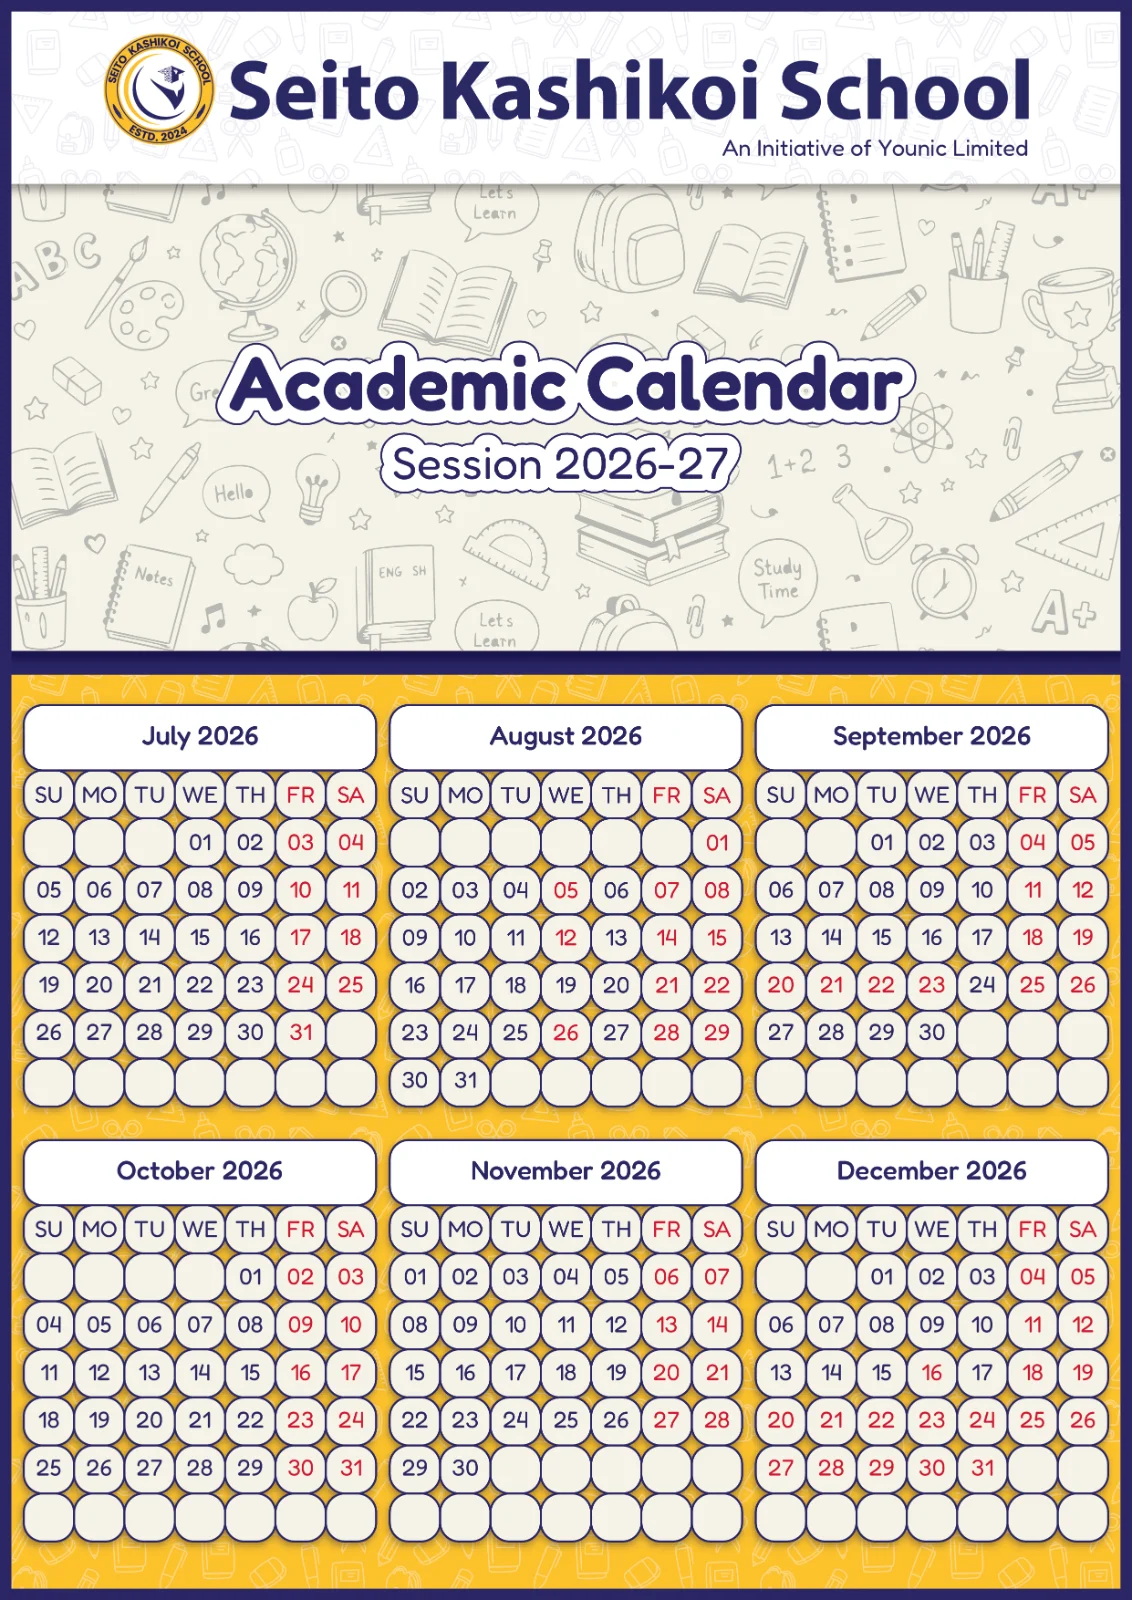 SEITO KASHIKOI SCHOOL
ESTD. 2024
Seito Kashikoi School
An Initiative of Younic Limited
Let's
Learn
A+
ABC
Gre
Academic Calendar
Session 2026-27
1+2 3
Hello
Notes
ENG SH
Study
Time
Let's
Learn
A+
July 2026
SU MO TU WE TH FR SA
01 02 03 04
05 06 07 08 09 10 11
12 13 14 15 16 17 18
19 20 21 22 23 24 25
26 27 28 29 30 31
August 2026
SU MO TU WE TH FR SA
01
02 03 04 05 06 07 08
09 10 11 12 13 14 15
16 17 18 19 20 21 22
23 24 25 26 27 28 29
30 31
September 2026
SU MO TU WE TH FR SA
01 02 03 04 05
06 07 08 09 10 11 12
13 14 15 16 17 18 19
20 21 22 23 24 25 26
27 28 29 30
October 2026
SU MO TU WE TH FR SA
01 02 03
04 05 06 07 08 09 10
11 12 13 14 15 16 17
18 19 20 21 22 23 24
25 26 27 28 29 30 31
November 2026
SU MO TU WE TH FR SA
01 02 03 04 05 06 07
08 09 10 11 12 13 14
15 16 17 18 19 20 21
22 23 24 25 26 27 28
29 30
December 2026
SU MO TU WE TH FR SA
01 02 03 04 05
06 07 08 09 10 11 12
13 14 15 16 17 18 19
20 21 22 23 24 25 26
27 28 29 30 31